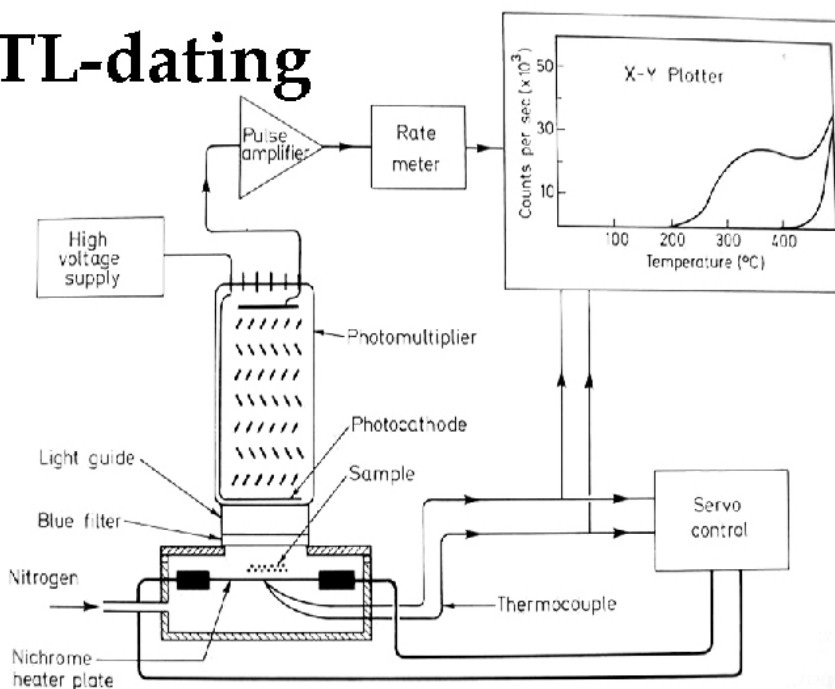 TL-dating
Pulse
amplifier
Rate
meter
X-Y Plotter
Counts per sec (x10³)
50
30
10
100
200
300
400
Temperature (°C)
High
voltage
supply
Photomultiplier
Photocathode
Light guide
Sample
Blue filter
Servo
control
Nitrogen
Thermocouple
Nichrome
heater plate